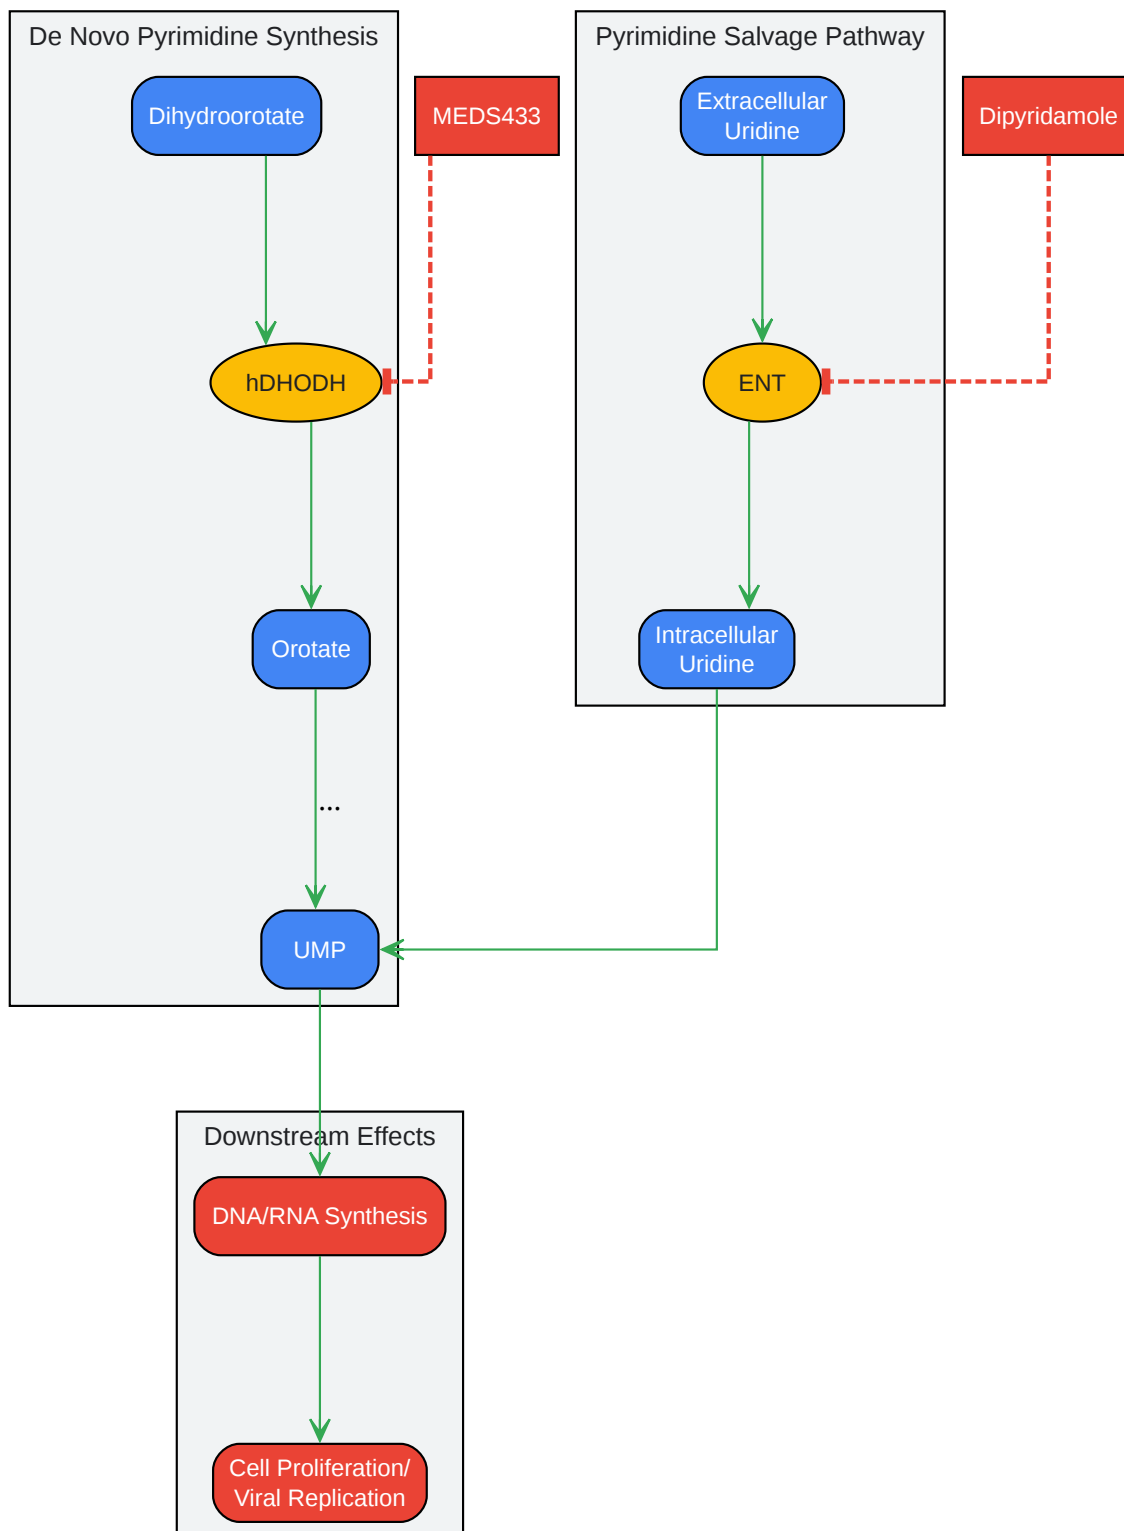 De Novo Pyrimidine Synthesis
Pyrimidine Salvage Pathway
Dihydroorotate
MEDS433
Extracellular
Uridine
Dipyridamole
hDHODH
ENT
Orotate
Intracellular
Uridine
...
UMP
Downstream Effects
DNA/RNA Synthesis
Cell Proliferation/
Viral Replication